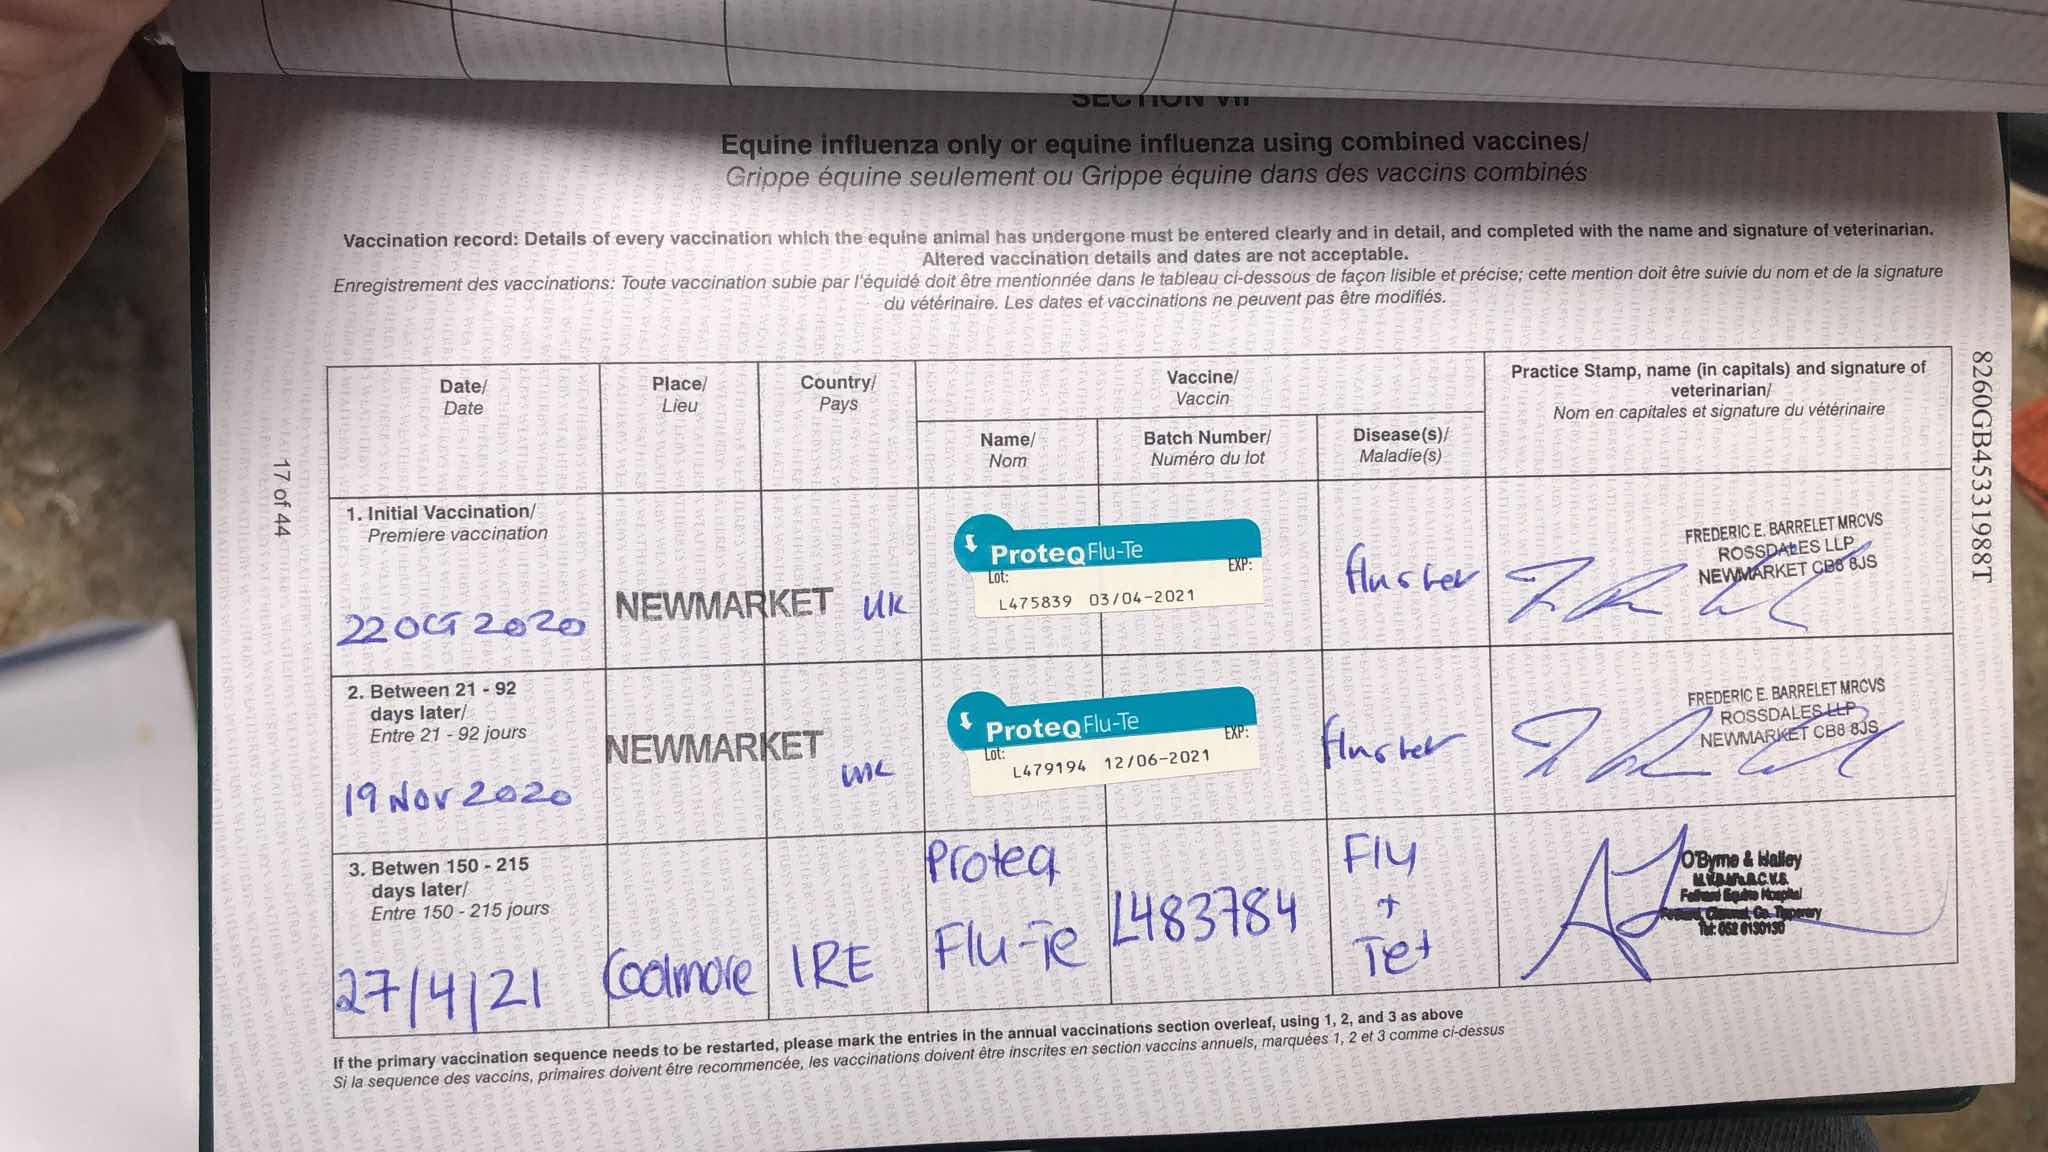 SECTION VII
Equine influenza only or equine influenza using combined vaccines/
Grippe équine seulement ou Grippe équine dans des vaccins combinés
Vaccination record: Details of every vaccination which the equine animal has undergone must be entered clearly and in detail, and completed with the name and signature of veterinarian.
Altered vaccination details and dates are not acceptable.
Enregistrement des vaccinations: Toute vaccination subie par l'équidé doit être mentionnée dans le tableau ci-dessous de façon lisible et précise; cette mention doit être suivie du nom et de la signature
du vétérinaire. Les dates et vaccinations ne peuvent pas être modifiés.
Date/
Date
Place/
Lieu
Country/
Pays
Vaccine/
Vaccin
Name/
Nom
Batch Number/
Numéro du lot
Disease(s)/
Maladie(s)
Practice Stamp, name (in capitals) and signature of
veterinarian/
Nom en capitales et signature du vétérinaire
1. Initial Vaccination/
Premiere vaccination
22 OCT 2020
NEWMARKET
UK
ProteqFlu-Te
Lot: EXP:
L475839 03/04-2021
FREDERIC E. BARRELET MRCVS
ROSSDALES LLP
NEWMARKET CB8 8JS
2. Between 21 - 92
days later/
Entre 21 - 92 jours
19 Nov 2020
NEWMARKET
UK
ProteqFlu-Te
Lot: EXP:
L479194 12/06-2021
FREDERIC E. BARRELET MRCVS
ROSSDALES LLP
NEWMARKET CB8 8JS
3. Betwen 150 - 215
days later/
Entre 150 - 215 jours
27/4/21
Coolmore
IRE
Proteq
Flu-Te
L483784
Flu
+
Tet
O'Byrne & Halley
Equine Hospital
Co. Tipperary
Tel: 052 6130130
If the primary vaccination sequence needs to be restarted, please mark the entries in the annual vaccinations section overleaf, using 1, 2, and 3 as above
Si la sequence des vaccins, primaires doivent être recommencée, les vaccinations doivent être inscrites en section vaccins annuels, marquées 1, 2 et 3 comme ci-dessus
17 of 44
8260GB45331988T